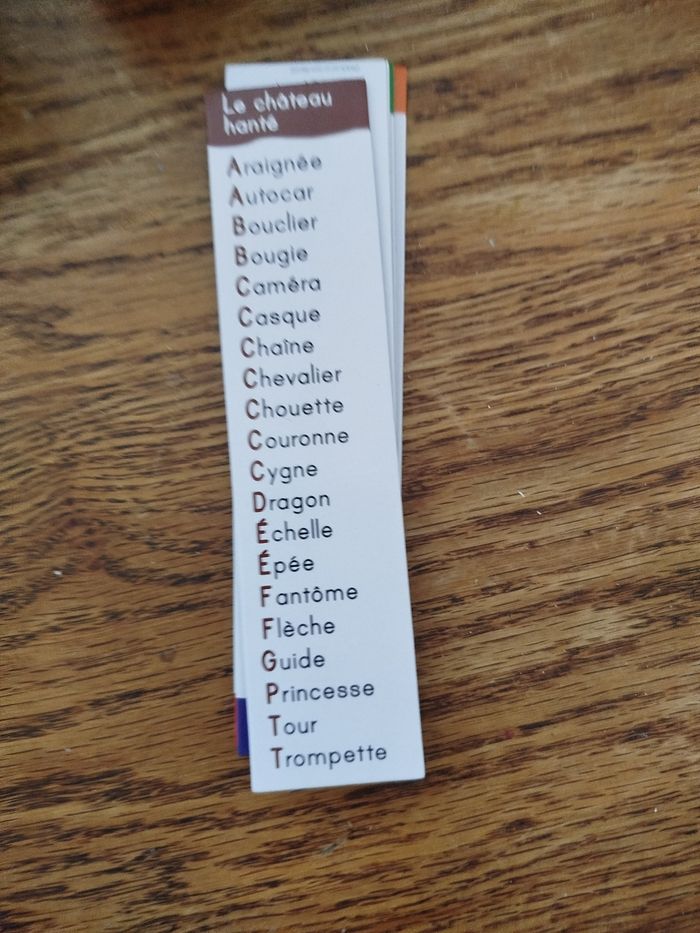 Le château
hanté
Araignée
Autocar
Bouclier
Bougie
Caméra
Casque
Chaîne
Chevalier
Chouette
Couronne
Cygne
Dragon
Échelle
Épée
Fantôme
Flèche
Guide
Princesse
Tour
Trompette